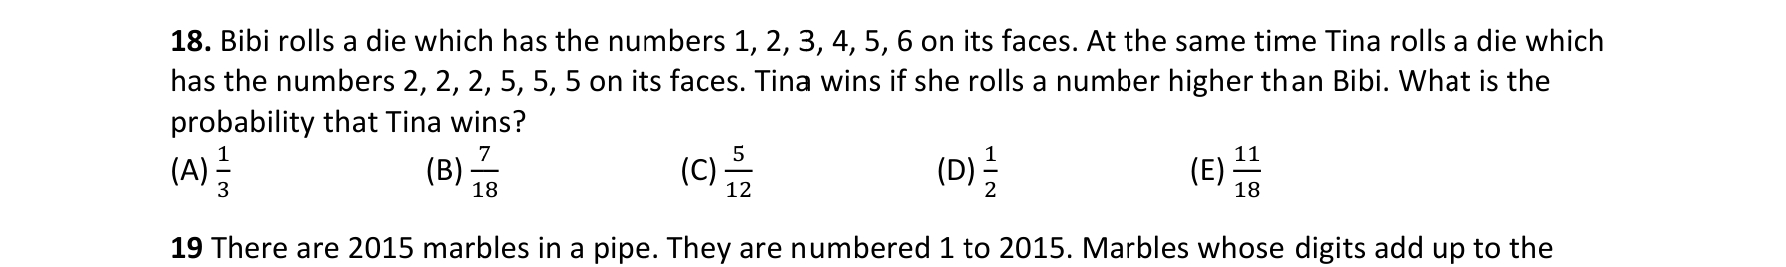 18. Bibi rolls a die which has the numbers 1, 2, 3, 4, 5, 6 on its faces. At the same time Tina rolls a die which
has the numbers 2, 2, 2, 5, 5, 5 on its faces. Tina wins if she rolls a number higher than Bibi. What is the
probability that Tina wins?
(A) 1/3 (B) 7/18 (C) 5/12 (D) 1/2 (E) 11/18
19 There are 2015 marbles in a pipe. They are numbered 1 to 2015. Marbles whose digits add up to the